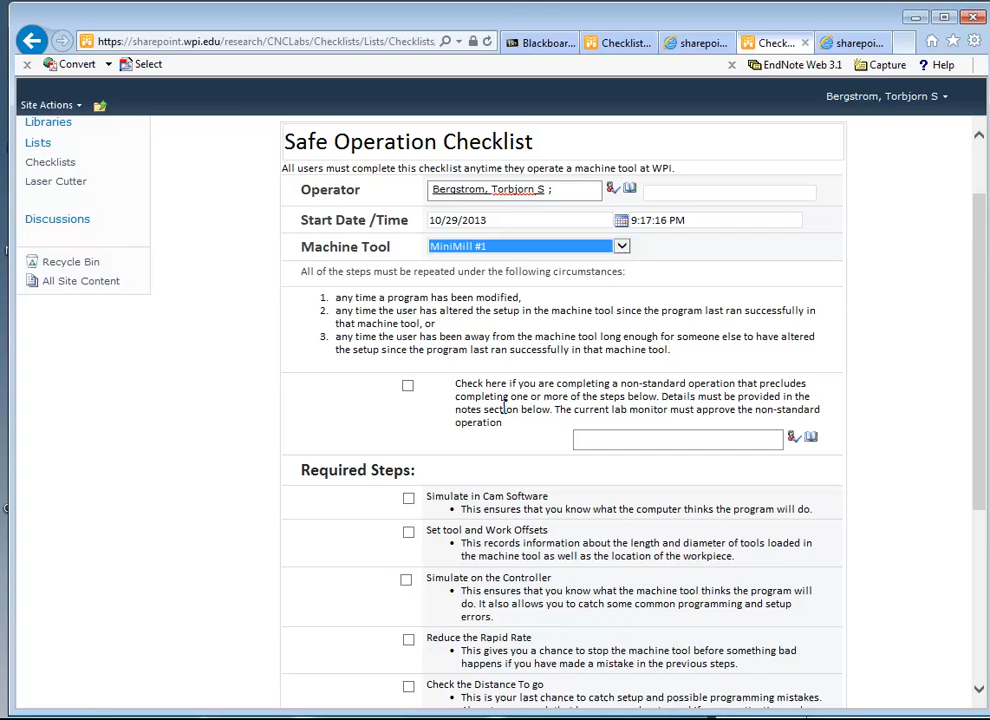 https://sharepoint.wpi.edu/research/CNCLabs/Checklists/Lists/Checklists,
Blackboar...
Checklist...
sharepoi...
Check...
sharepoi...
Convert
Select
EndNote Web 3.1
Capture
? Help
Site Actions
Bergstrom, Torbjorn S
Libraries
Lists
Checklists
Laser Cutter
Discussions
Recycle Bin
All Site Content
Safe Operation Checklist
All users must complete this checklist anytime they operate a machine tool at WPI.
Operator
Bergstrom, Torbjorn S ;
Start Date /Time
10/29/2013
9:17:16 PM
Machine Tool
MiniMill #1
All of the steps must be repeated under the following circumstances:
1. any time a program has been modified,
2. any time the user has altered the setup in the machine tool since the program last ran successfully in
that machine tool, or
3. any time the user has been away from the machine tool long enough for someone else to have altered
the setup since the program last ran successfully in that machine tool.
Check here if you are completing a non-standard operation that precludes
completing one or more of the steps below. Details must be provided in the
notes section below. The current lab monitor must approve the non-standard
operation
Required Steps:
Simulate in Cam Software
• This ensures that you know what the computer thinks the program will do.
Set tool and Work Offsets
• This records information about the length and diameter of tools loaded in
the machine tool as well as the location of the workpiece.
Simulate on the Controller
• This ensures that you know what the machine tool thinks the program will
do. It also allows you to catch some common programming and setup
errors.
Reduce the Rapid Rate
• This gives you a chance to stop the machine tool before something bad
happens if you have made a mistake in the previous steps.
Check the Distance To go
• This is your last chance to catch setup and possible programming mistakes.